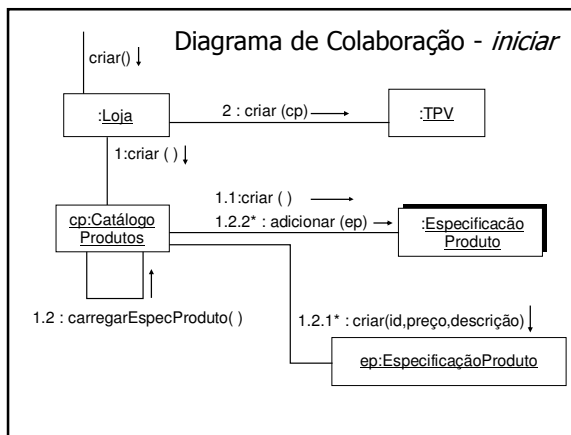 Diagrama de Colaboração - iniciar
criar()
:Loja
2 : criar (cp)
:TPV
1:criar ( )
cp:Catálogo
Produtos
1.1:criar ( )
1.2.2* : adicionar (ep)
:Especificacão
Produto
1.2 : carregarEspecProduto( )
1.2.1* : criar(id,preço,descrição)
ep:EspecificaçãoProduto